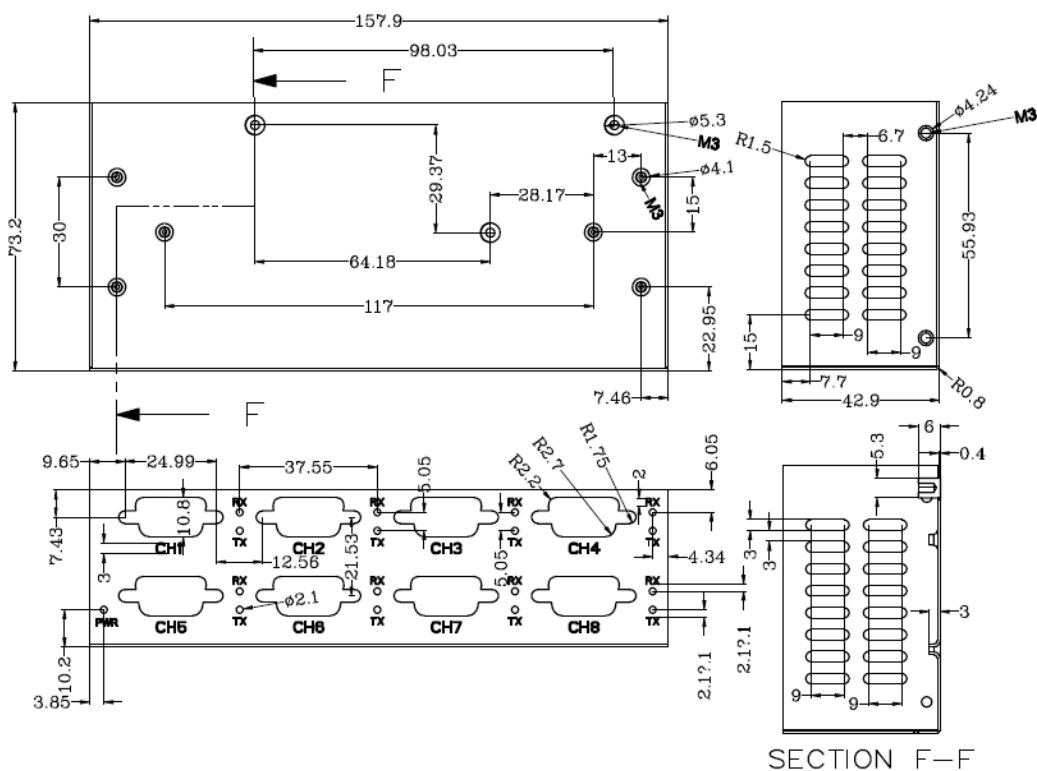 157.9
98.03
F
ø5.3
M3
13
ø4.1
M3
29.37
28.17
15
30
73.2
64.18
117
22.95
7.46
F
ø4.24
M3
R1.5
6.7
55.93
15
9
9
7.7
42.9
R0.8
9.65
24.99
37.55
5.05
R2.2
R2.7
R1.75
2
6.05
7.43
10.8
RX
RX
RX
RX
TX
TX
TX
TX
CH1
CH2
CH3
CH4
3
12.56
21.53
5.05
4.34
RX
RX
RX
RX
ø2.1
TX
TX
TX
TX
PWR
CH5
CH6
CH7
CH8
10.2
3.85
2.1?.1
2.1?.1
6
5.3
0.4
3
3
3
9
9
SECTION F-F